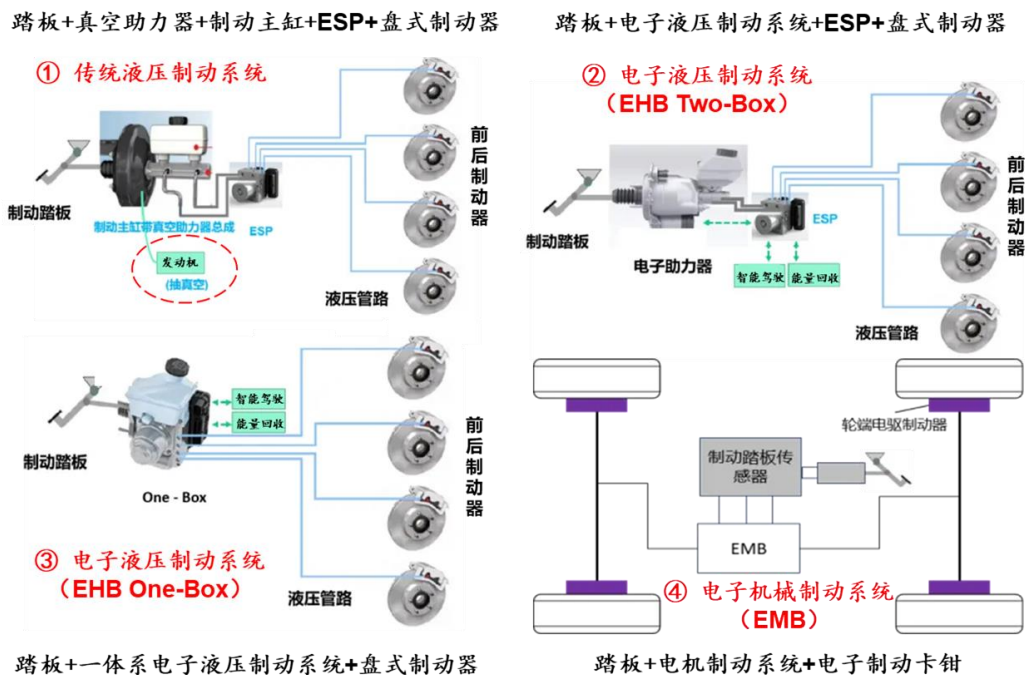 踏板+真空助力器+制动主缸+ESP+盘式制动器
① 传统液压制动系统
制动踏板
制动主缸带真空助力器总成
ESP
发动机
(抽真空)
液压管路
前后制动器
踏板+电子液压制动系统+ESP+盘式制动器
② 电子液压制动系统
（EHB Two-Box）
制动踏板
电子助力器
ESP
智能驾驶
能量回收
液压管路
前后制动器
制动踏板
One - Box
智能驾驶
能量回收
前后制动器
③ 电子液压制动系统
（EHB One-Box）
液压管路
踏板+一体系电子液压制动系统+盘式制动器
轮端电驱制动器
制动踏板传
感器
EMB
④ 电子机械制动系统
（EMB）
踏板+电机制动系统+电子制动卡钳